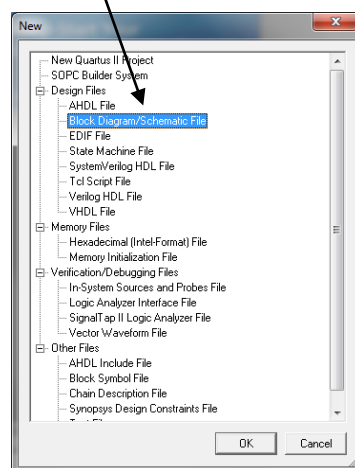 New
New Quartus II Project
SOPC Builder System
Design Files
AHDL File
Block Diagram/Schematic File
EDIF File
State Machine File
SystemVerilog HDL File
Tcl Script File
Verilog HDL File
VHDL File
Memory Files
Hexadecimal (Intel-Format) File
Memory Initialization File
Verification/Debugging Files
In-System Sources and Probes File
Logic Analyzer Interface File
SignalTap II Logic Analyzer File
Vector Waveform File
Other Files
AHDL Include File
Block Symbol File
Chain Description File
Synopsys Design Constraints File
OK Cancel